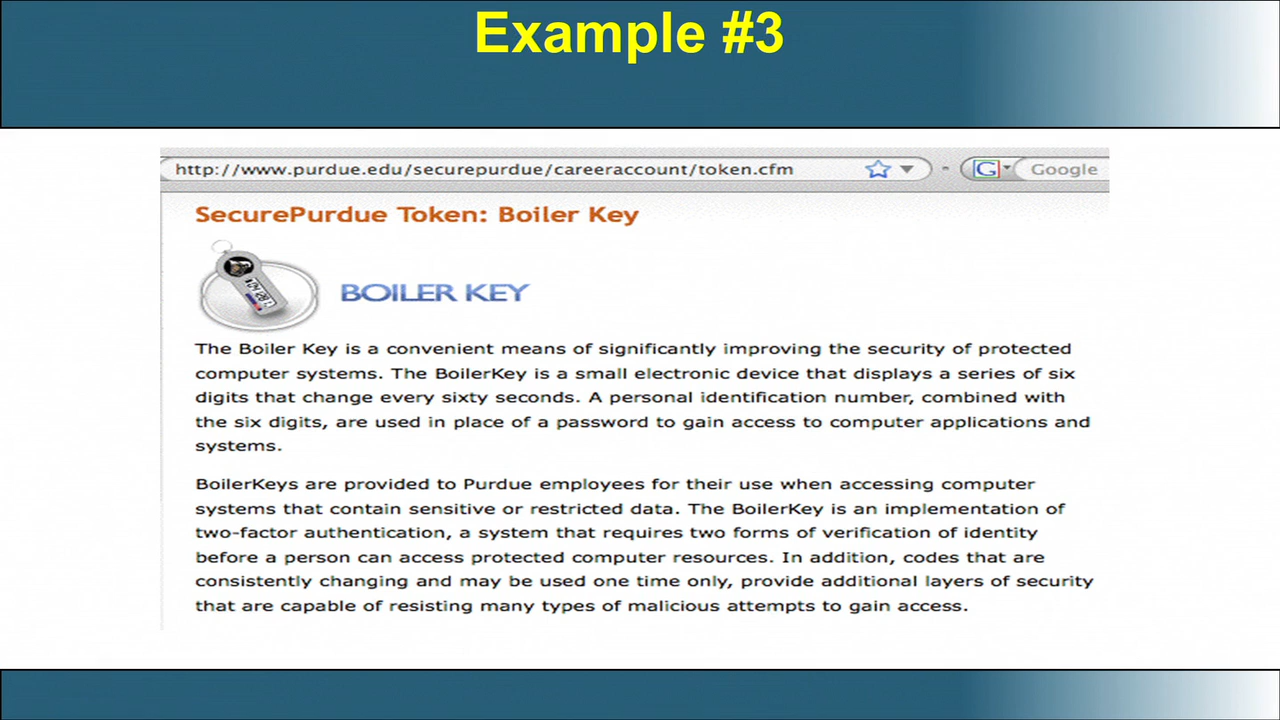 Example #3
http://www.purdue.edu/securepurdue/careeraccount/token.cfm
Google
SecurePurdue Token: Boiler Key
BOILER KEY
The Boiler Key is a convenient means of significantly improving the security of protected
computer systems. The BoilerKey is a small electronic device that displays a series of six
digits that change every sixty seconds. A personal identification number, combined with
the six digits, are used in place of a password to gain access to computer applications and
systems.
BoilerKeys are provided to Purdue employees for their use when accessing computer
systems that contain sensitive or restricted data. The BoilerKey is an implementation of
two-factor authentication, a system that requires two forms of verification of identity
before a person can access protected computer resources. In addition, codes that are
consistently changing and may be used one time only, provide additional layers of security
that are capable of resisting many types of malicious attempts to gain access.